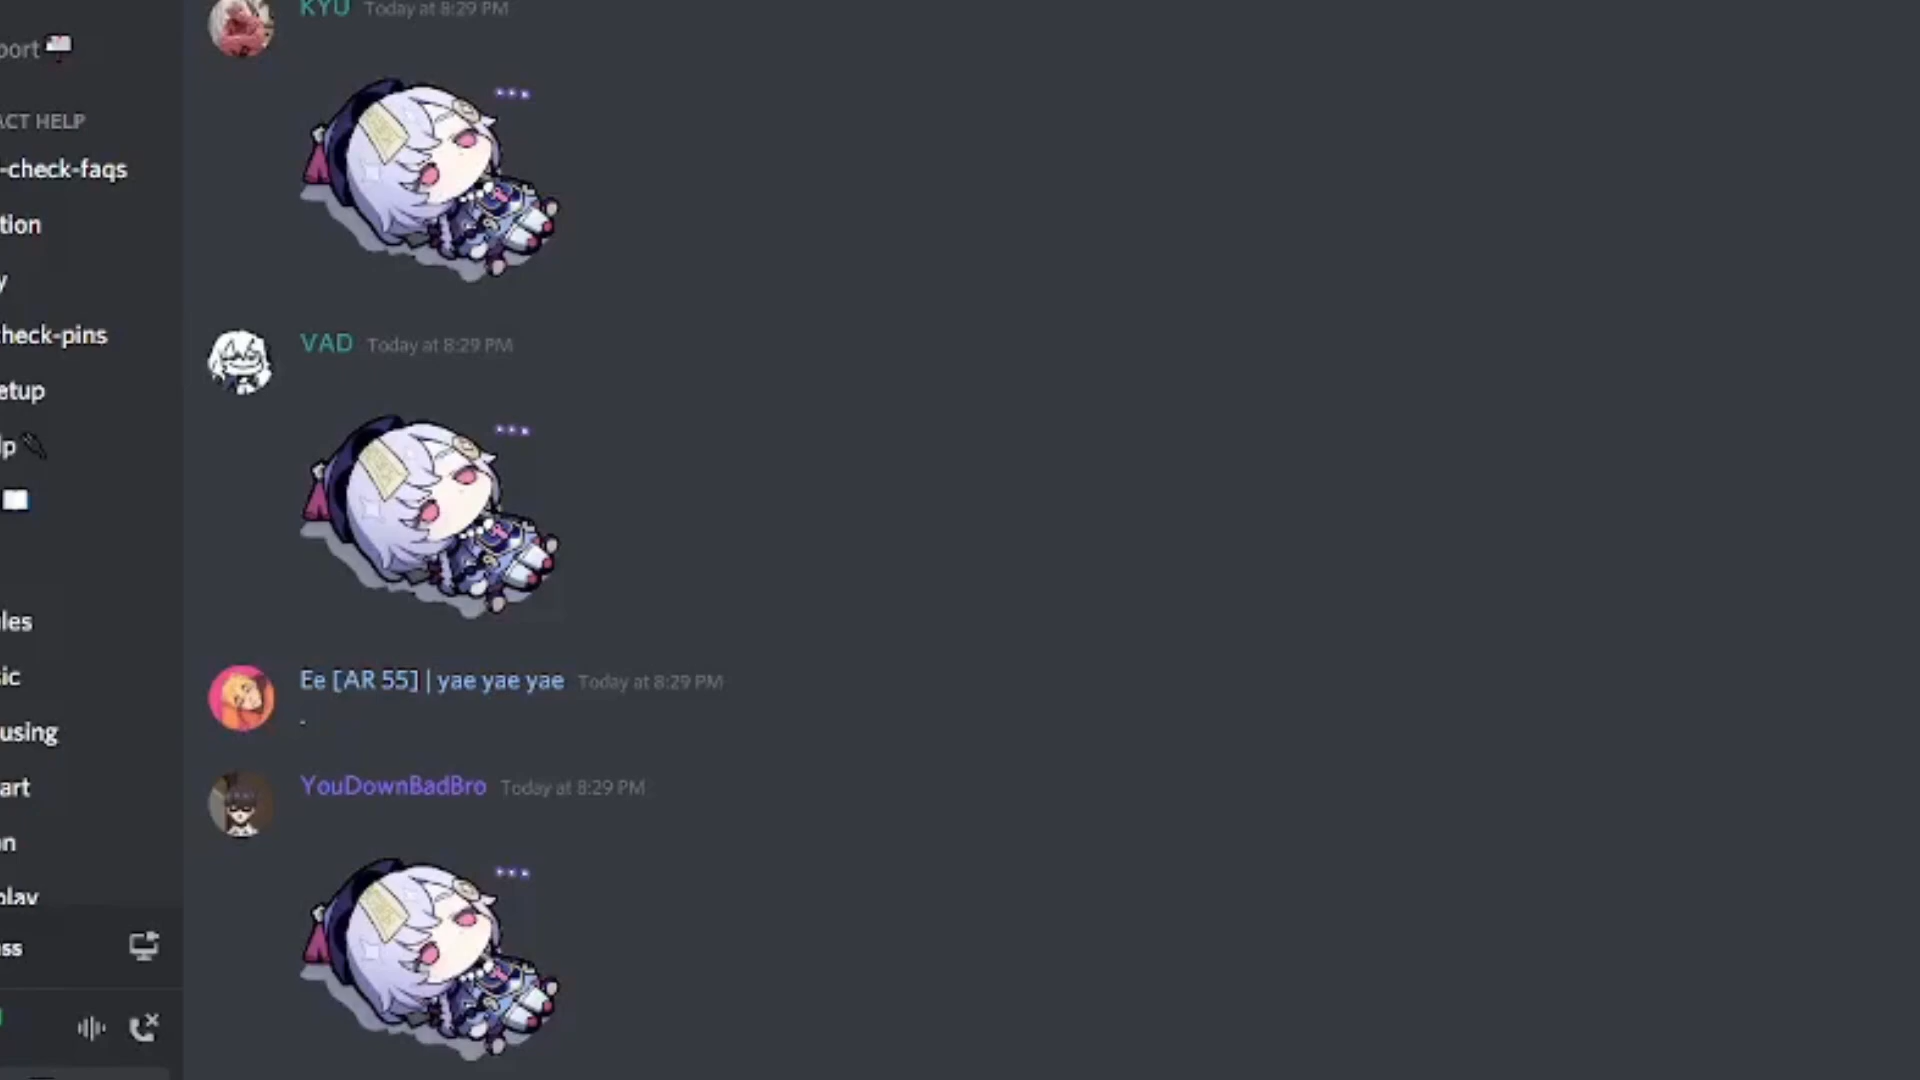 port
ACT HELP
-check-faqs
tion
y
check-pins
etup
lp
les
ic
using
art
n
play
ss
KYU Today at 8:29 PM
VAD Today at 8:29 PM
Ee [AR 55] | yae yae yae Today at 8:29 PM
.
YouDownBadBro Today at 8:29 PM